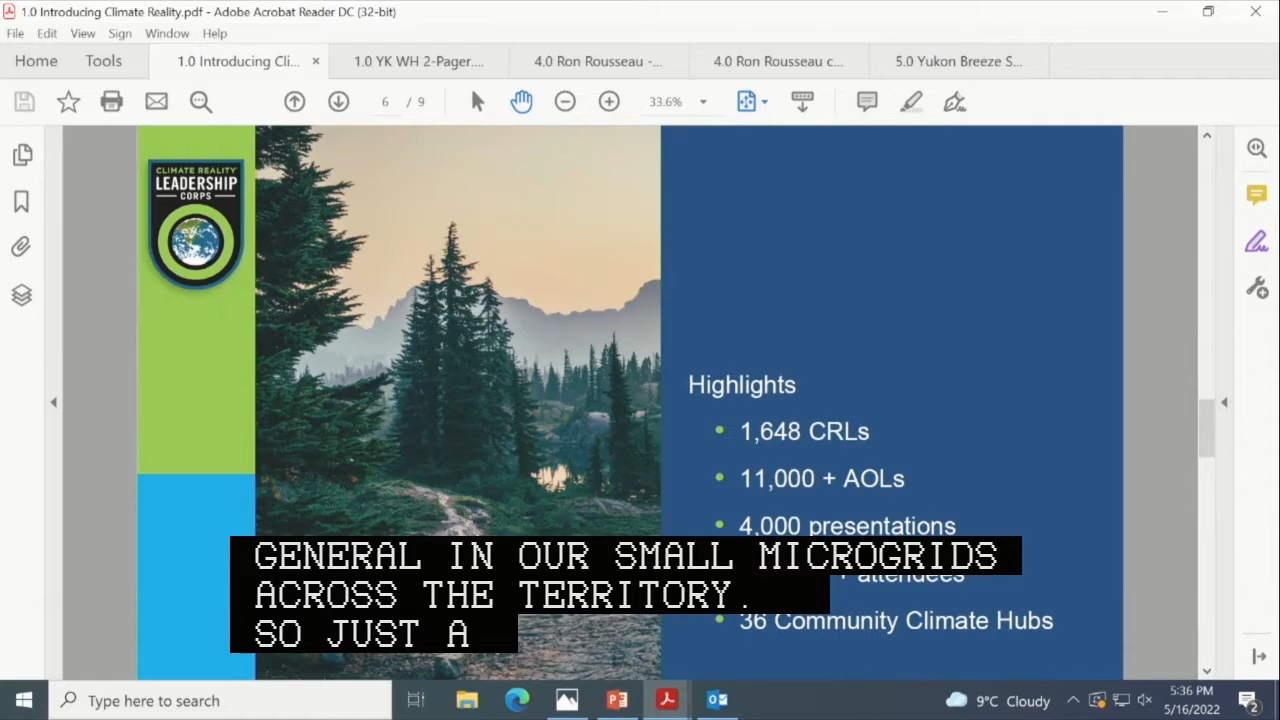 1.0 Introducing Climate Reality.pdf - Adobe Acrobat Reader DC (32-bit)
File Edit View Sign Window Help
Home Tools 1.0 Introducing Cli... × 1.0 YK WH 2-Pager.... 4.0 Ron Rousseau -... 4.0 Ron Rousseau c... 5.0 Yukon Breeze S...
6 / 9 33.6%
CLIMATE REALITY
LEADERSHIP
CORPS
Highlights
• 1,648 CRLs
• 11,000 + AOLs
• 4,000 presentations
attendees
• 36 Community Climate Hubs
GENERAL IN OUR SMALL MICROGRIDS
ACROSS THE TERRITORY.
SO JUST A
Type here to search
9°C Cloudy
5:36 PM
5/16/2022
2